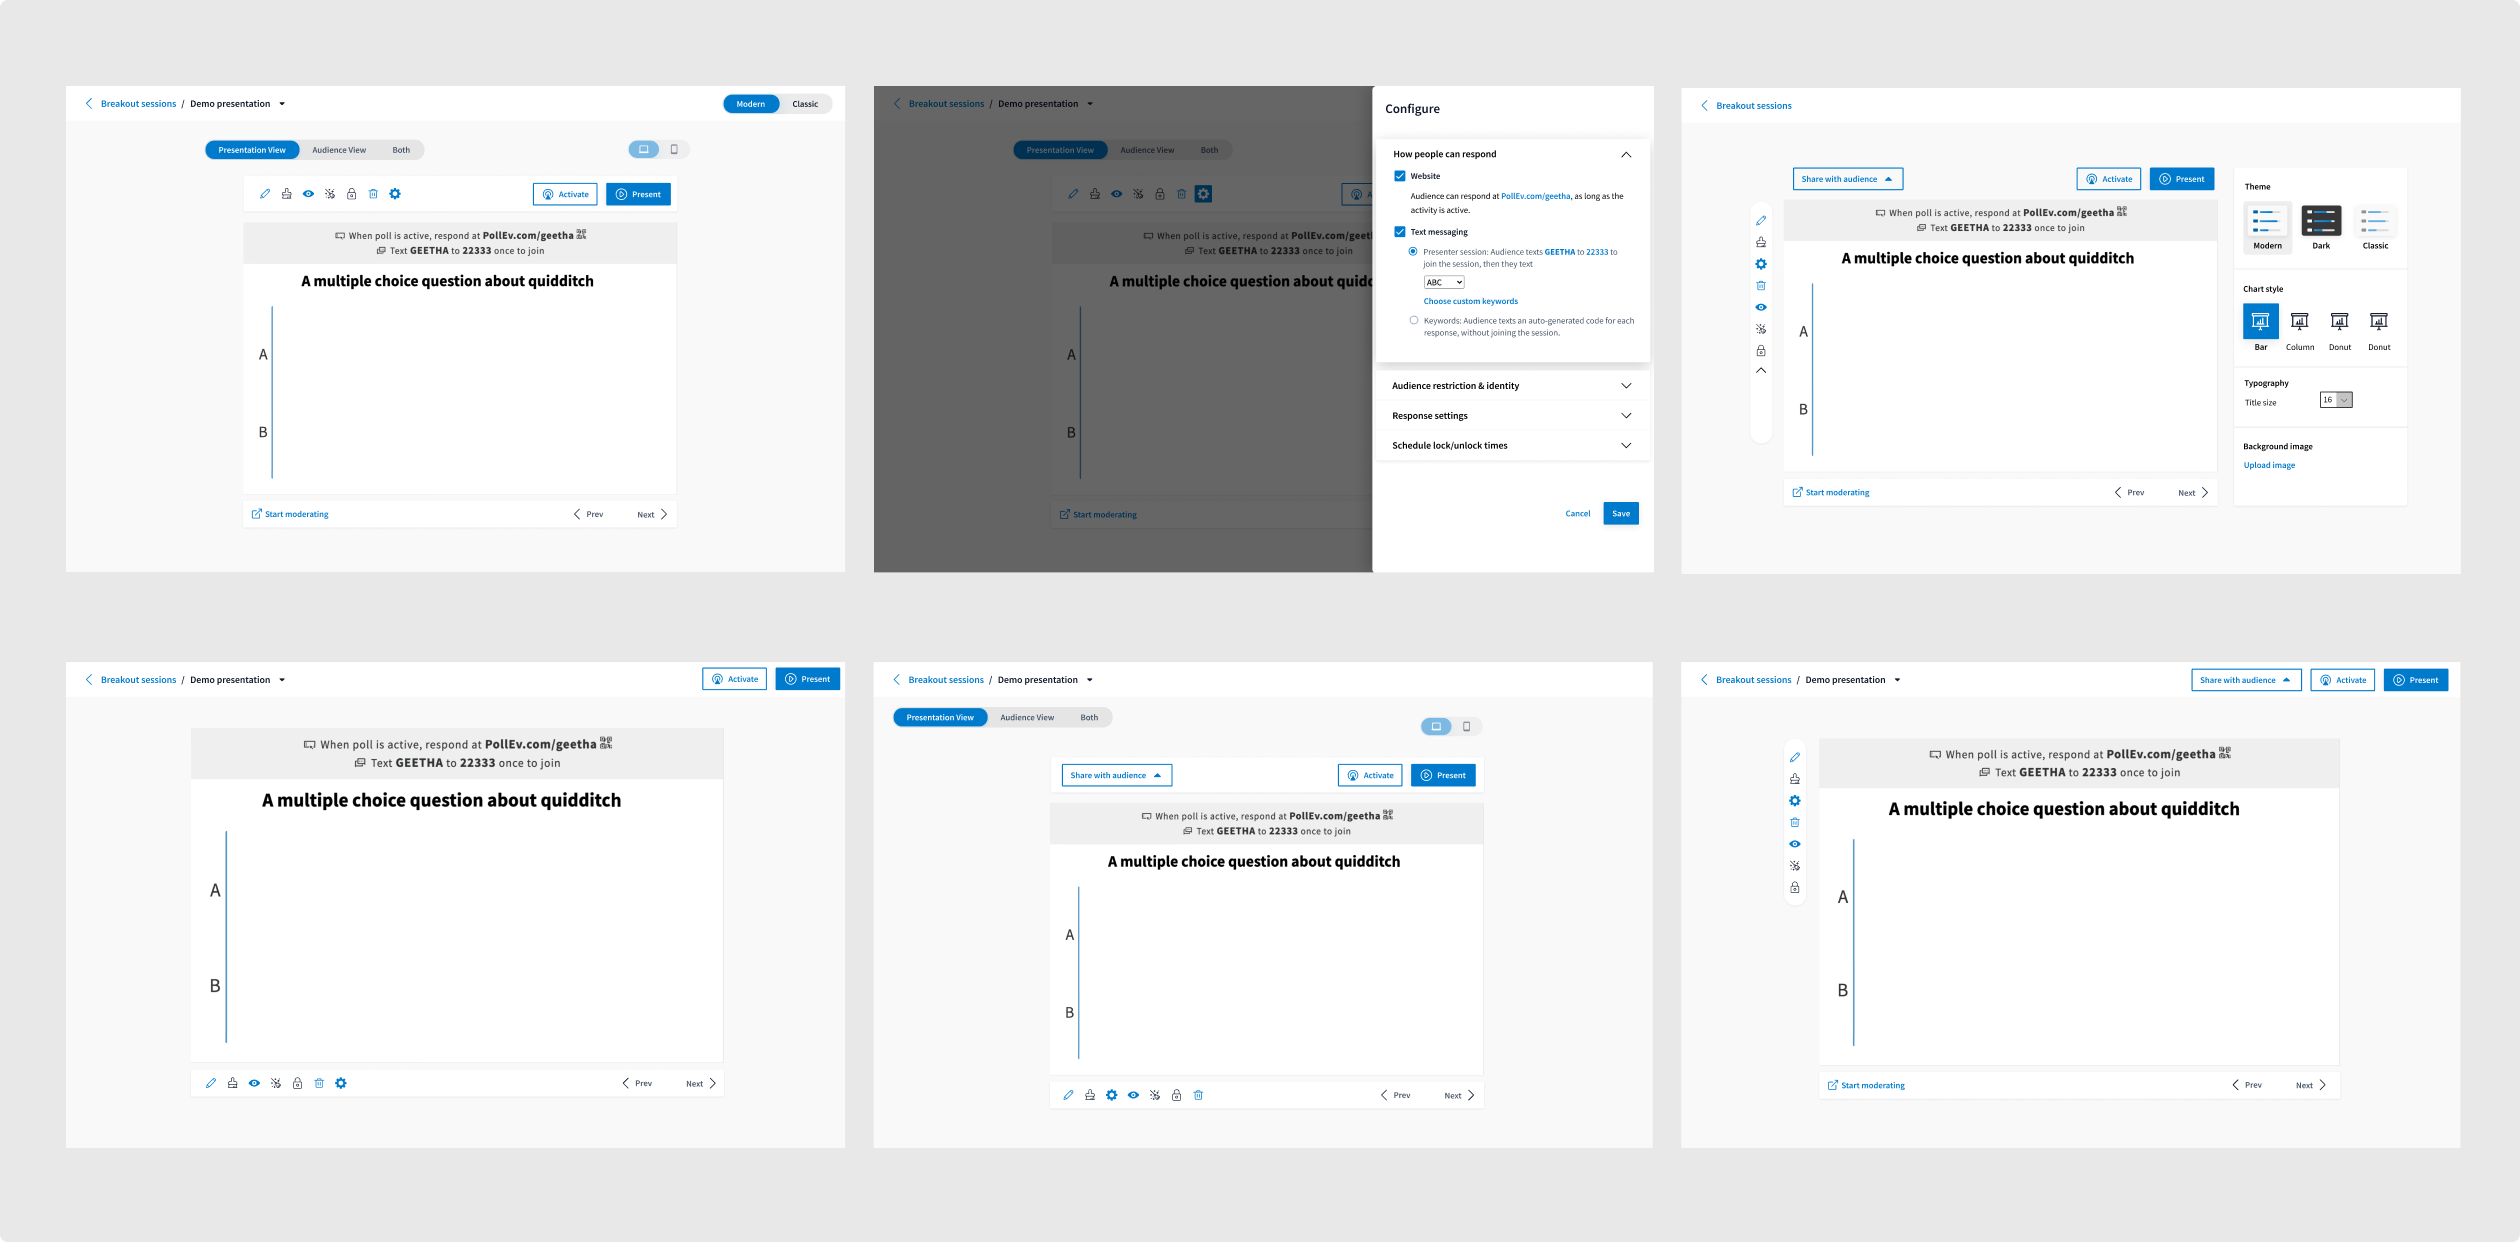 Breakout sessions / Demo presentation
Modern Classic
Presentation View Audience View Both
Activate Present
When poll is active, respond at PollEv.com/geetha
Text GEETHA to 22333 once to join
A multiple choice question about quidditch
A
B
Start moderating Prev Next
Breakout sessions / Demo presentation
Presentation View Audience View Both
A
When poll is active, respond at PollEv.com/geetha
Text GEETHA to 22333 once to join
A multiple choice question about quidditch
A
B
Start moderating
Configure
How people can respond
Website
Audience can respond at PollEv.com/geetha, as long as the
activity is active.
Text messaging
Presenter session: Audience texts GEETHA to 22333 to
join the session, then they text
ABC
Choose custom keywords
Keywords: Audience texts an auto-generated code for each
response, without joining the session.
Audience restriction & identity
Response settings
Schedule lock/unlock times
Cancel Save
Breakout sessions
Share with audience Activate Present
When poll is active, respond at PollEv.com/geetha
Text GEETHA to 22333 once to join
A multiple choice question about quidditch
A
B
Start moderating Prev Next
Theme
Modern Dark Classic
Chart style
Bar Column Donut Donut
Typography
Title size 16
Background image
Upload image
Breakout sessions / Demo presentation
Activate Present
When poll is active, respond at PollEv.com/geetha
Text GEETHA to 22333 once to join
A multiple choice question about quidditch
A
B
Prev Next
Breakout sessions / Demo presentation
Presentation View Audience View Both
Share with audience Activate Present
When poll is active, respond at PollEv.com/geetha
Text GEETHA to 22333 once to join
A multiple choice question about quidditch
A
B
Prev Next
Breakout sessions / Demo presentation
Share with audience Activate Present
When poll is active, respond at PollEv.com/geetha
Text GEETHA to 22333 once to join
A multiple choice question about quidditch
A
B
Start moderating Prev Next